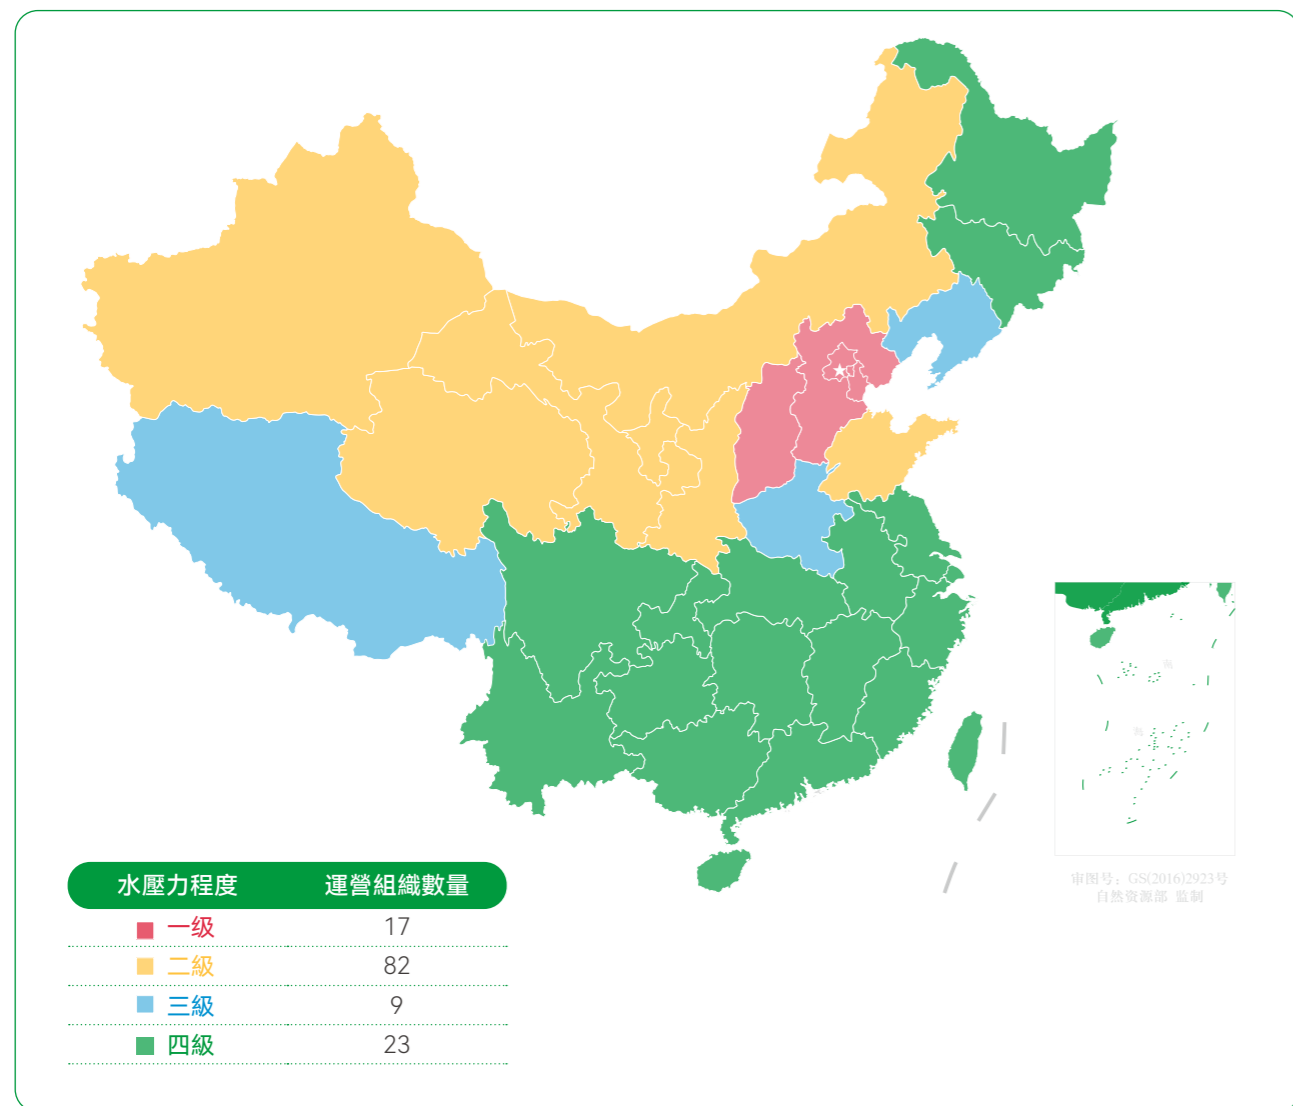 水壓力程度 運營組織數量
一级 17
二級 82
三級 9
四級 23
审图号：GS(2016)2923号
自然资源部 监制